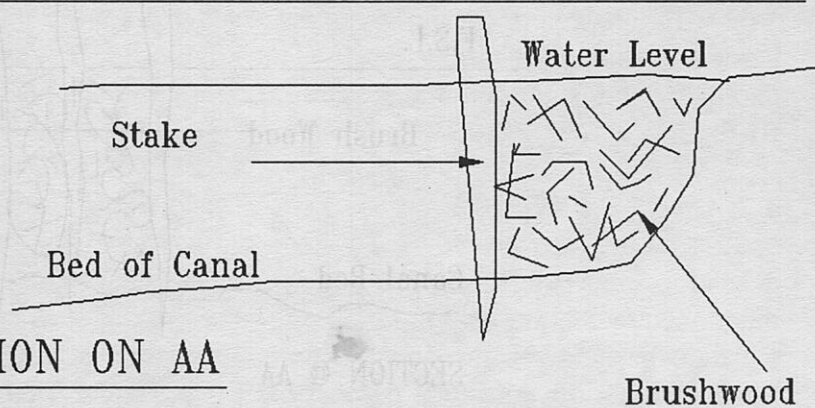 Water Level
Stake
Bed of Canal
ION ON AA
Brushwood